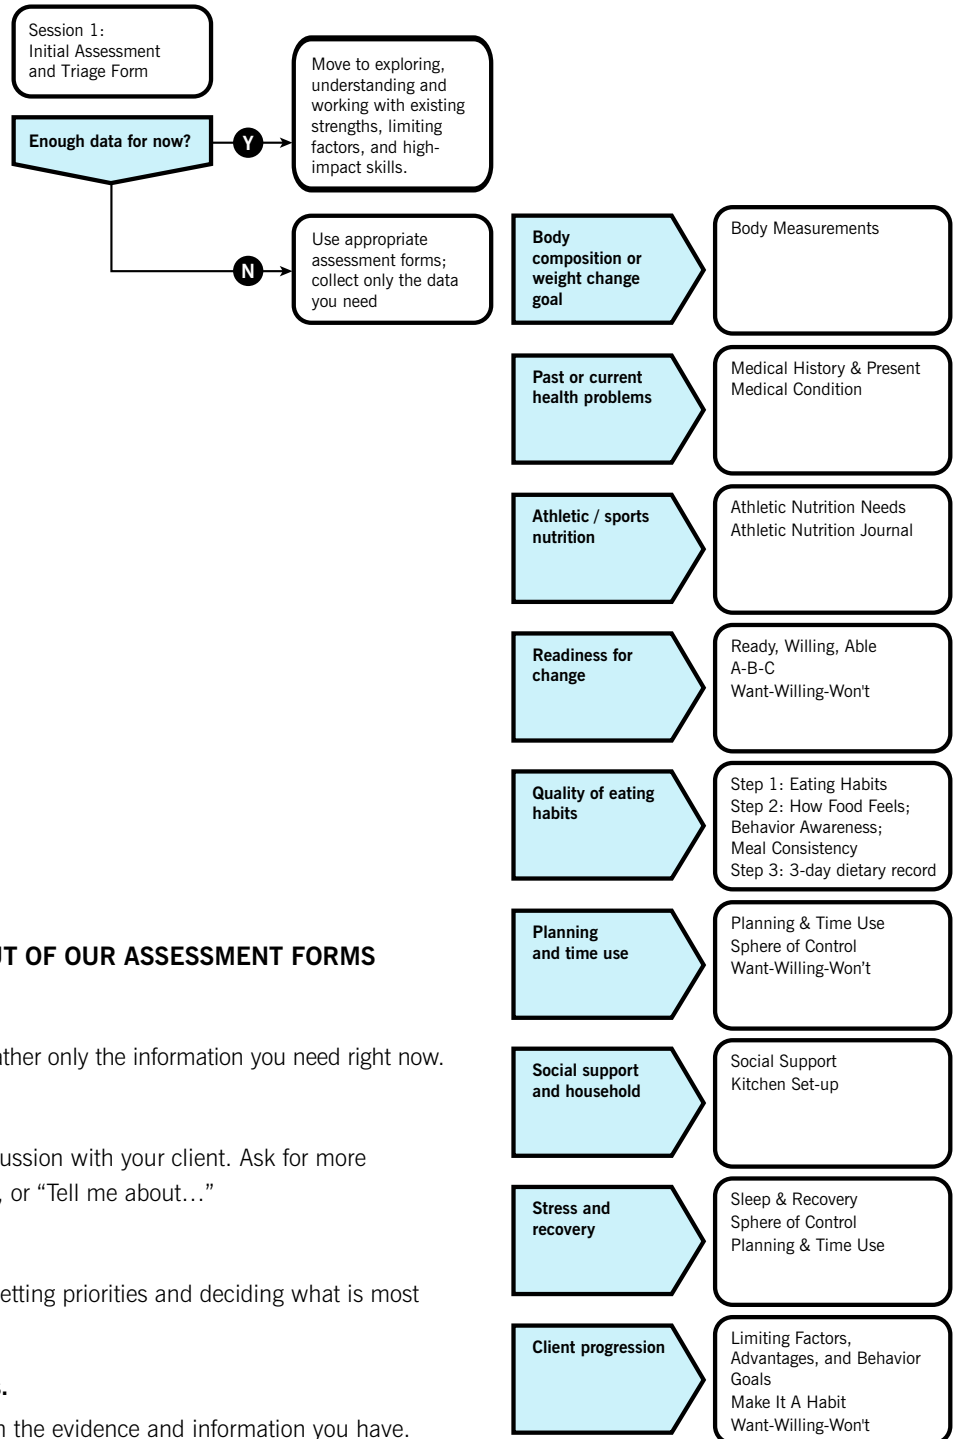 Session 1:
Initial Assessment
and Triage Form
Enough data for now?
Y
Move to exploring,
understanding and
working with existing
strengths, limiting
factors, and high-
impact skills.
N
Use appropriate
assessment forms;
collect only the data
you need
Body
composition or
weight change
goal
Body Measurements
Past or current
health problems
Medical History & Present
Medical Condition
Athletic / sports
nutrition
Athletic Nutrition Needs
Athletic Nutrition Journal
Readiness for
change
Ready, Willing, Able
A-B-C
Want-Willing-Won't
Quality of eating
habits
Step 1: Eating Habits
Step 2: How Food Feels;
Behavior Awareness;
Meal Consistency
Step 3: 3-day dietary record
Planning
and time use
Planning & Time Use
Sphere of Control
Want-Willing-Won’t
Social support
and household
Social Support
Kitchen Set-up
Stress and
recovery
Sleep & Recovery
Sphere of Control
Planning & Time Use
Client progression
Limiting Factors,
Advantages, and Behavior
Goals
Make It A Habit
Want-Willing-Won't
OF OUR ASSESSMENT FORMS
only the information you need right now.
with your client. Ask for more
, or “Tell me about…”
priorities and deciding what is most
the evidence and information you have.